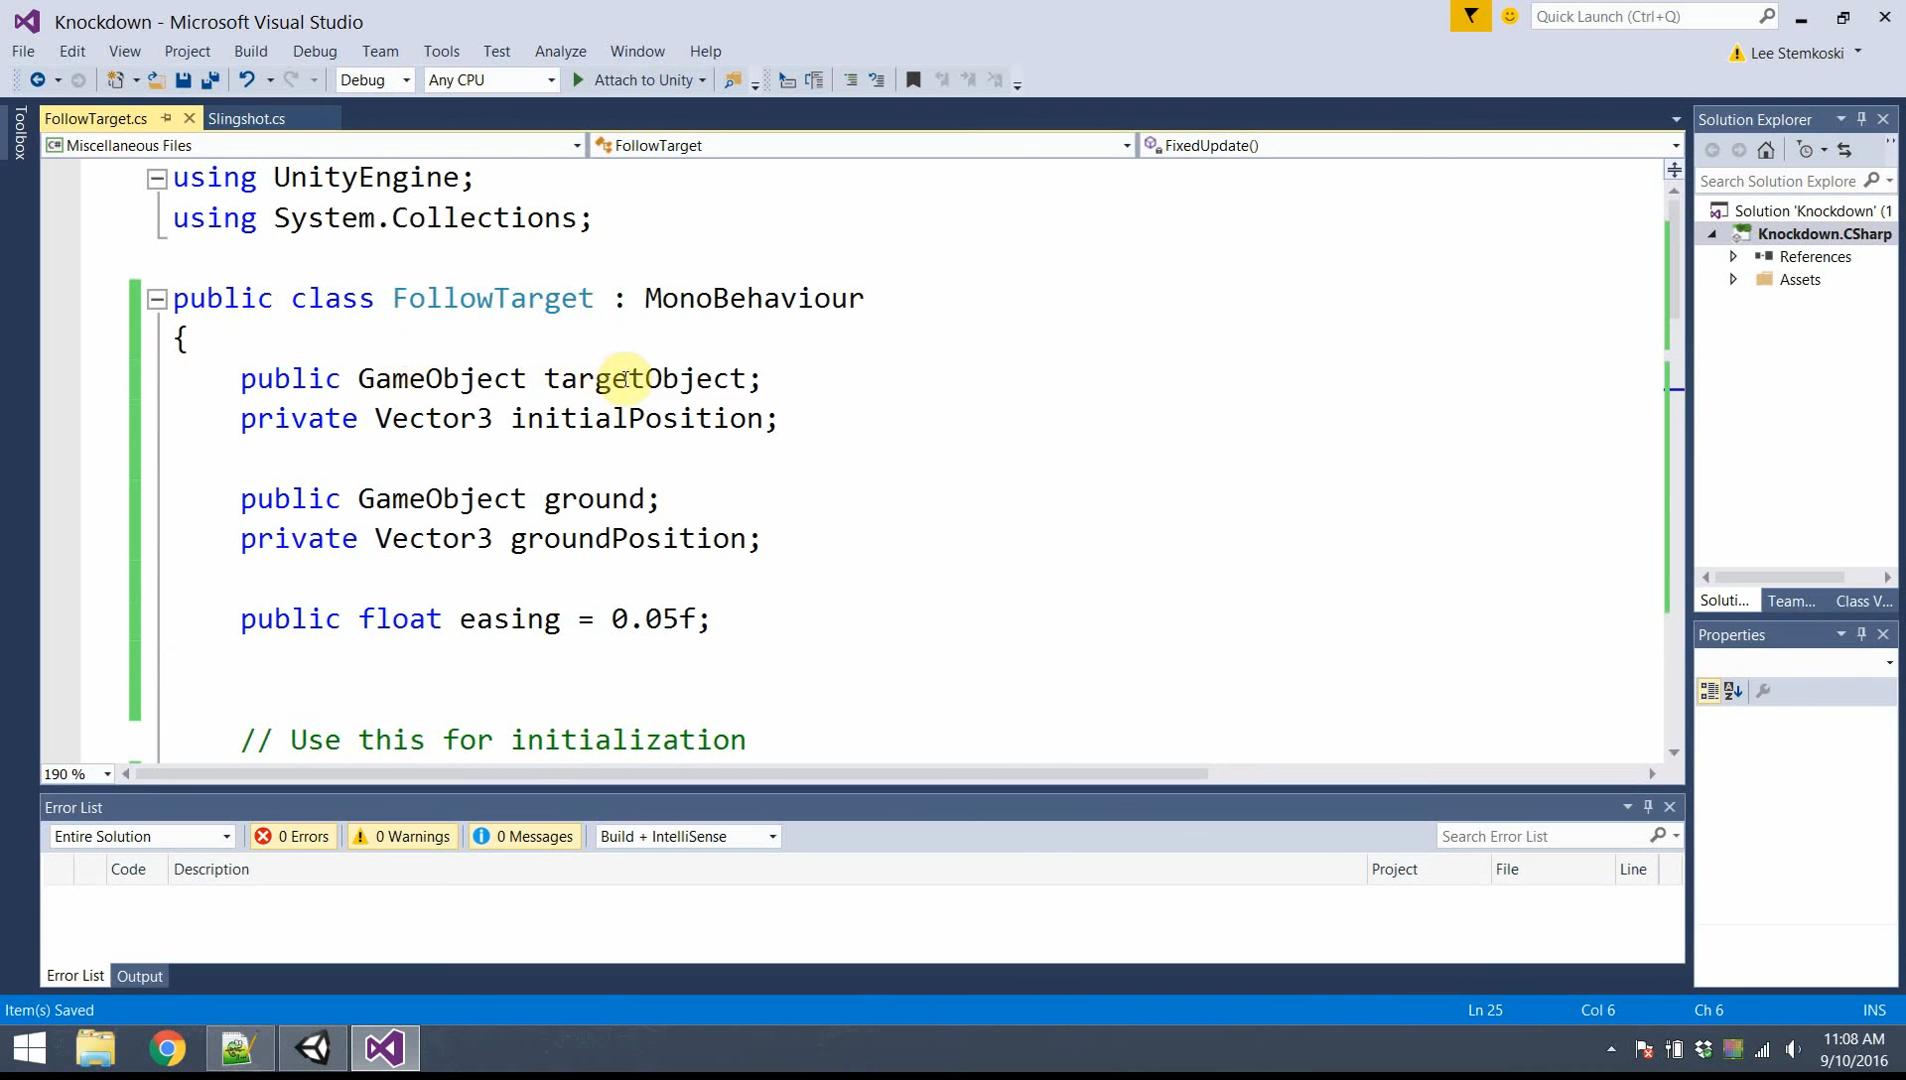 Knockdown - Microsoft Visual Studio
Quick Launch (Ctrl+Q)
File Edit View Project Build Debug Team Tools Test Analyze Window Help
Lee Stemkoski
Debug Any CPU Attach to Unity
Toolbox
FollowTarget.cs Slingshot.cs
Miscellaneous Files FollowTarget FixedUpdate()
using UnityEngine;
using System.Collections;
public class FollowTarget : MonoBehaviour
{
public GameObject targetObject;
private Vector3 initialPosition;
public GameObject ground;
private Vector3 groundPosition;
public float easing = 0.05f;
// Use this for initialization
190 %
Solution Explorer
Search Solution Explore
Solution 'Knockdown' (1
Knockdown.CSharp
References
Assets
Soluti... Team... Class V...
Properties
Error List
Entire Solution 0 Errors 0 Warnings 0 Messages Build + IntelliSense Search Error List
Code Description Project File Line
Error List Output
Item(s) Saved Ln 25 Col 6 Ch 6 INS
11:08 AM
9/10/2016